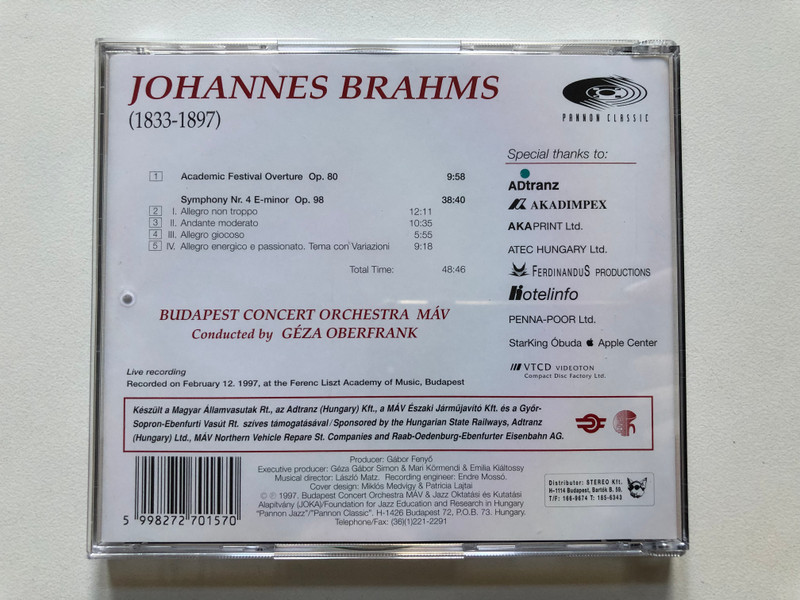 JOHANNES BRAHMS
(1833-1897)
PANNON CLASSIC
1 Academic Festival Overture Op. 80 9:58
Symphony Nr. 4 E-minor Op. 98 38:40
2 I. Allegro non troppo 12:11
3 II. Andante moderato 10:35
4 III. Allegro giocoso 5:55
5 IV. Allegro energico e passionato. Tema con Variazioni 9:18
Total Time: 48:46
BUDAPEST CONCERT ORCHESTRA MÁV
Conducted by GÉZA OBERFRANK
Special thanks to:
ADtranz
AKADIMPEX
AKAPRINT Ltd.
ATEC HUNGARY Ltd.
FERDINANDUS PRODUCTIONS
Hotelinfo
PENNA-POOR Ltd.
StarKing Óbuda Apple Center
VTCD VIDEOTON
Compact Disc Factory Ltd.
Live recording
Recorded on February 12. 1997, at the Ferenc Liszt Academy of Music, Budapest
Készült a Magyar Államvasutak Rt., az Adtranz (Hungary) Kft., a MÁV Északi Járműjavító Kft. és a Győr-
Sopron-Ebenfurti Vasút Rt. szíves támogatásával / Sponsored by the Hungarian State Railways, Adtranz
(Hungary) Ltd., MÁV Northern Vehicle Repare St. Companies and Raab-Oedenburg-Ebenfurter Eisenbahn AG.
Producer: Gábor Fenyő
Executive producer: Géza Gábor Simon & Mari Körmendi & Emilia Kiáltossy
Musical director: László Matz. Recording engineer: Endre Mossó.
Cover design: Miklós Medvigy & Patricia Lajtai
© ℗ 1997. Budapest Concert Orchestra MÁV & Jazz Oktatási és Kutatási
Alapítvány (JOKA)/Foundation for Jazz Education and Research in Hungary
"Pannon Jazz"/"Pannon Classic". H-1426 Budapest 72, P.O.B. 73. Hungary.
Telephone/Fax: (36)(1)221-2291
5 998272 701570
Distributor: STEREO Kft.
H-1114 Budapest, Bartók B. 59.
T/F: 166-9674 T: 185-6343